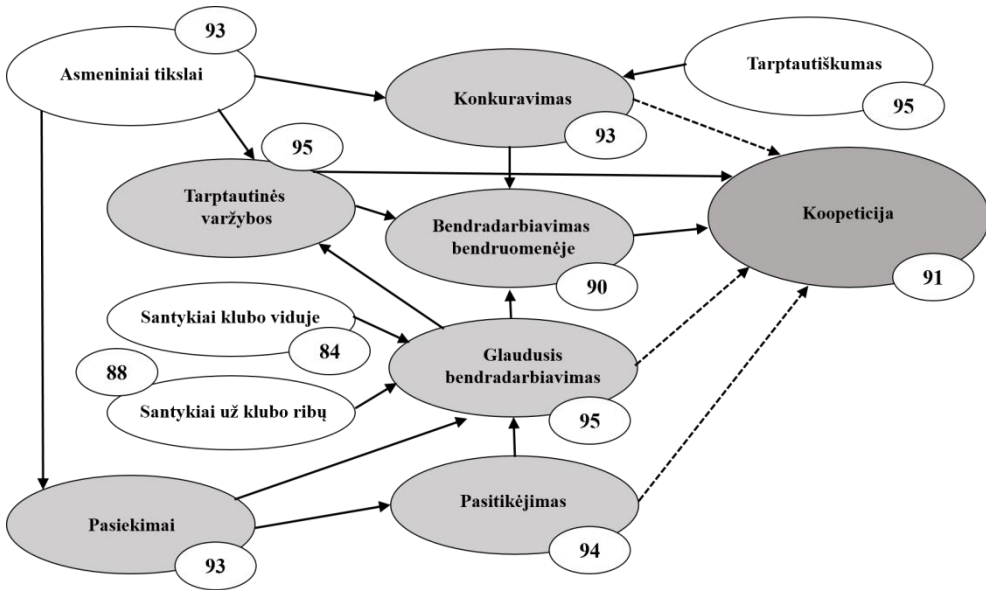 93
Asmeniniai tikslai
Tarptautiškumas
Konkuravimas
95
93
95
Tarptautinės
varžybos
Koopeticija
Bendradarbiavimas
bendruomenėje
91
90
Santykiai klubo viduje
84
Glaudusis
bendradarbiavimas
88
Santykiai už klubo ribų
95
Pasitikėjimas
Pasiekimai
94
93